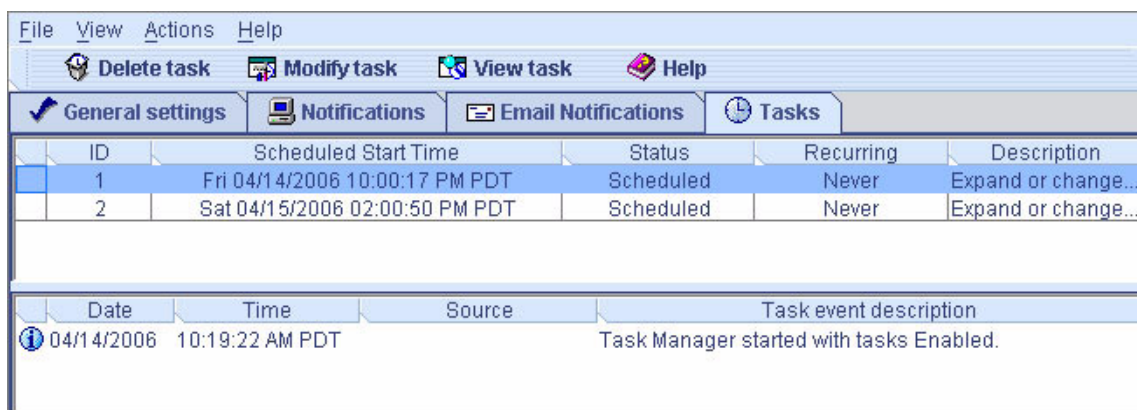 File View Actions Help
Delete task Modify task View task Help
General settings Notifications Email Notifications Tasks
ID Scheduled Start Time Status Recurring Description
1 Fri 04/14/2006 10:00:17 PM PDT Scheduled Never Expand or change...
2 Sat 04/15/2006 02:00:50 PM PDT Scheduled Never Expand or change...
Date Time Source Task event description
04/14/2006 10:19:22 AM PDT Task Manager started with tasks Enabled.